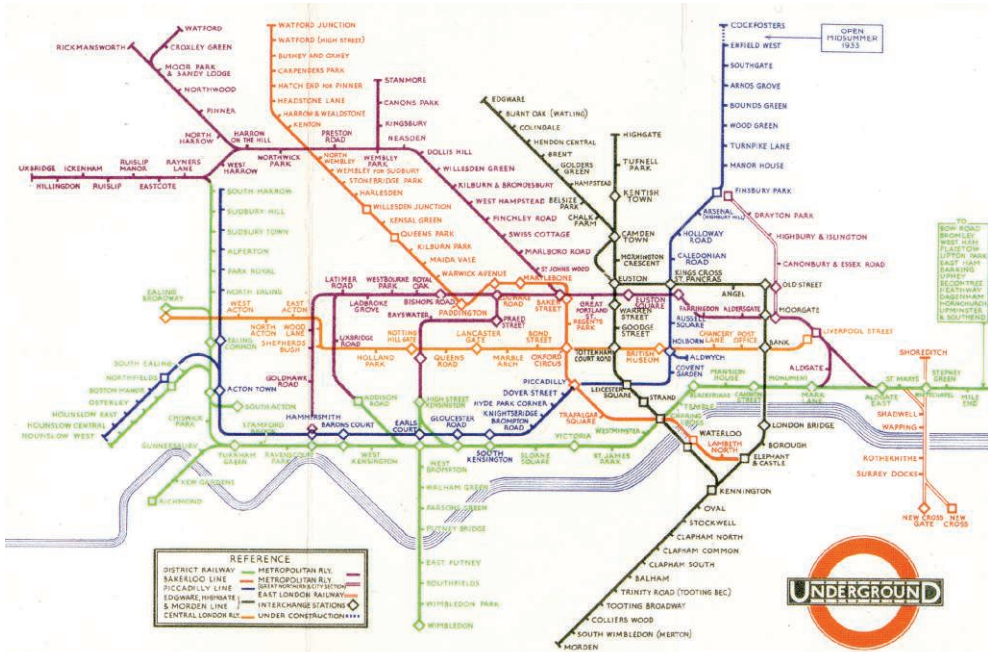 WATFORD
CROXLEY GREEN
RICKMANSWORTH
MOOR PARK
& SANDY LODGE
NORTHWOOD
PINNER
NORTH
HARROW
HARROW
ON THE HILL
NORTHWICK
PARK
PRESTON
ROAD
WEMBLEY
PARK
STANMORE
CANONS PARK
KINGSBURY
NEASDEN
DOLLIS HILL
WILLESDEN GREEN
KILBURN & BRONDESBURY
WEST HAMPSTEAD
FINCHLEY ROAD
SWISS COTTAGE
MARLBORO ROAD
ST JOHNS WOOD
WATFORD JUNCTION
WATFORD (HIGH STREET)
BUSHEY AND OXHEY
CARPENDERS PARK
HATCH END FOR PINNER
HEADSTONE LANE
HARROW & WEALDSTONE
KENTON
NORTH
WEMBLEY
WEMBLEY FOR SUDBURY
STONEBRIDGE PARK
HARLESDEN
WILLESDEN JUNCTION
KENSAL GREEN
QUEENS PARK
KILBURN PARK
MAIDA VALE
WARWICK AVENUE
PADDINGTON
EDGWARE
BURNT OAK (WATLING)
COLINDALE
HENDON CENTRAL
BRENT
GOLDERS
GREEN
HAMPSTEAD
BELSIZE
PARK
CHALK
FARM
HIGHGATE
TUFNELL
PARK
KENTISH
TOWN
CAMDEN
TOWN
MORNINGTON
CRESCENT
EUSTON
COCKFOSTERS
OPEN
MIDSUMMER
1933
ENFIELD WEST
SOUTHGATE
ARNOS GROVE
BOUNDS GREEN
WOOD GREEN
TURNPIKE LANE
MANOR HOUSE
FINSBURY PARK
ARSENAL
(HIGHBURY HILL)
HOLLOWAY
ROAD
CALEDONIAN
ROAD
KINGS CROSS
ST PANCRAS
DRAYTON PARK
HIGHBURY & ISLINGTON
CANONBURY & ESSEX ROAD
OLD STREET
MOORGATE
ANGEL
TO
BOW ROAD
BROMLEY
WEST HAM
PLAISTOW
UPTON PARK
EAST HAM
BARKING
UPNEY
BECONTREE
HEATHWAY
DAGENHAM
HORNCHURCH
UPMINSTER
& SOUTHEND
UXBRIDGE
ICKENHAM
RUISLIP
MANOR
RAYNERS
LANE
HILLINGDON
RUISLIP
EASTCOTE
WEST
HARROW
SOUTH HARROW
SUDBURY HILL
SUDBURY TOWN
ALPERTON
PARK ROYAL
NORTH EALING
EALING
COMMON
EALING
BROADWAY
WEST
ACTON
NORTH
ACTON
EAST
ACTON
WOOD
LANE
SHEPHERDS
BUSH
LATIMER
ROAD
LADBROKE
GROVE
WESTBOURNE
PARK
ROYAL
OAK
BISHOPS ROAD
BAYSWATER
EDGWARE
ROAD
PRAED
STREET
MARYLEBONE
BAKER
STREET
GREAT
PORTLAND ST
REGENTS
PARK
EUSTON
SQUARE
WARREN
STREET
GOODGE
STREET
RUSSELL
SQUARE
FARRINGDON
ALDERSGATE
LIVERPOOL STREET
UXBRIDGE
ROAD
GOLDHAWK
ROAD
HOLLAND
PARK
NOTTING
HILL GATE
QUEENS
ROAD
LANCASTER
GATE
MARBLE
ARCH
BOND
STREET
OXFORD
CIRCUS
TOTTENHAM
COURT ROAD
BRITISH
MUSEUM
HOLBORN
CHANCERY
LANE
POST
OFFICE
BANK
ALDWYCH
COVENT
GARDEN
LEICESTER
SQUARE
PICCADILLY
DOVER STREET
HYDE PARK CORNER
KNIGHTSBRIDGE
BROMPTON
ROAD
SOUTH EALING
NORTHFIELDS
BOSTON MANOR
OSTERLEY
HOUNSLOW EAST
HOUNSLOW CENTRAL
HOUNSLOW WEST
ACTON TOWN
SOUTH ACTON
CHISWICK
PARK
HAMMERSMITH
STAMFORD
BROOK
GUNNERSBURY
TURNHAM
GREEN
RAVENSCOURT
PARK
KEW GARDENS
RICHMOND
BARONS COURT
WEST
KENSINGTON
ADDISON
ROAD
EARLS
COURT
HIGH STREET
KENSINGTON
GLOUCESTER
ROAD
SOUTH
KENSINGTON
SLOANE
SQUARE
VICTORIA
ST JAMES
PARK
WESTMINSTER
TRAFALGAR
SQUARE
STRAND
CHARING
CROSS
TEMPLE
BLACKFRIARS
MANSION
HOUSE
CANNON
STREET
MONUMENT
MARK
LANE
ALDGATE
ALDGATE
EAST
ST MARYS
WHITECHAPEL
STEPNEY
GREEN
MILE
END
SHOREDITCH
SHADWELL
WAPPING
ROTHERHITHE
SURREY DOCKS
NEW CROSS
GATE
NEW
CROSS
WATERLOO
LAMBETH
NORTH
LONDON BRIDGE
BOROUGH
ELEPHANT
& CASTLE
KENNINGTON
OVAL
STOCKWELL
CLAPHAM NORTH
CLAPHAM COMMON
CLAPHAM SOUTH
BALHAM
TRINITY ROAD (TOOTING BEC)
TOOTING BROADWAY
COLLIERS WOOD
SOUTH WIMBLEDON (MERTON)
MORDEN
WEST
BROMPTON
WALHAM GREEN
PARSONS GREEN
PUTNEY BRIDGE
EAST PUTNEY
SOUTHFIELDS
WIMBLEDON PARK
WIMBLEDON
REFERENCE
DISTRICT RAILWAY
BAKERLOO LINE
PICCADILLY LINE
EDGWARE, HIGHGATE
& MORDEN LINE
CENTRAL LONDON RLY
METROPOLITAN RLY.
METROPOLITAN RLY.
(GREAT NORTHERN & CITY SECTION)
EAST LONDON RAILWAY
INTERCHANGE STATIONS
UNDER CONSTRUCTION
UNDERGROUND